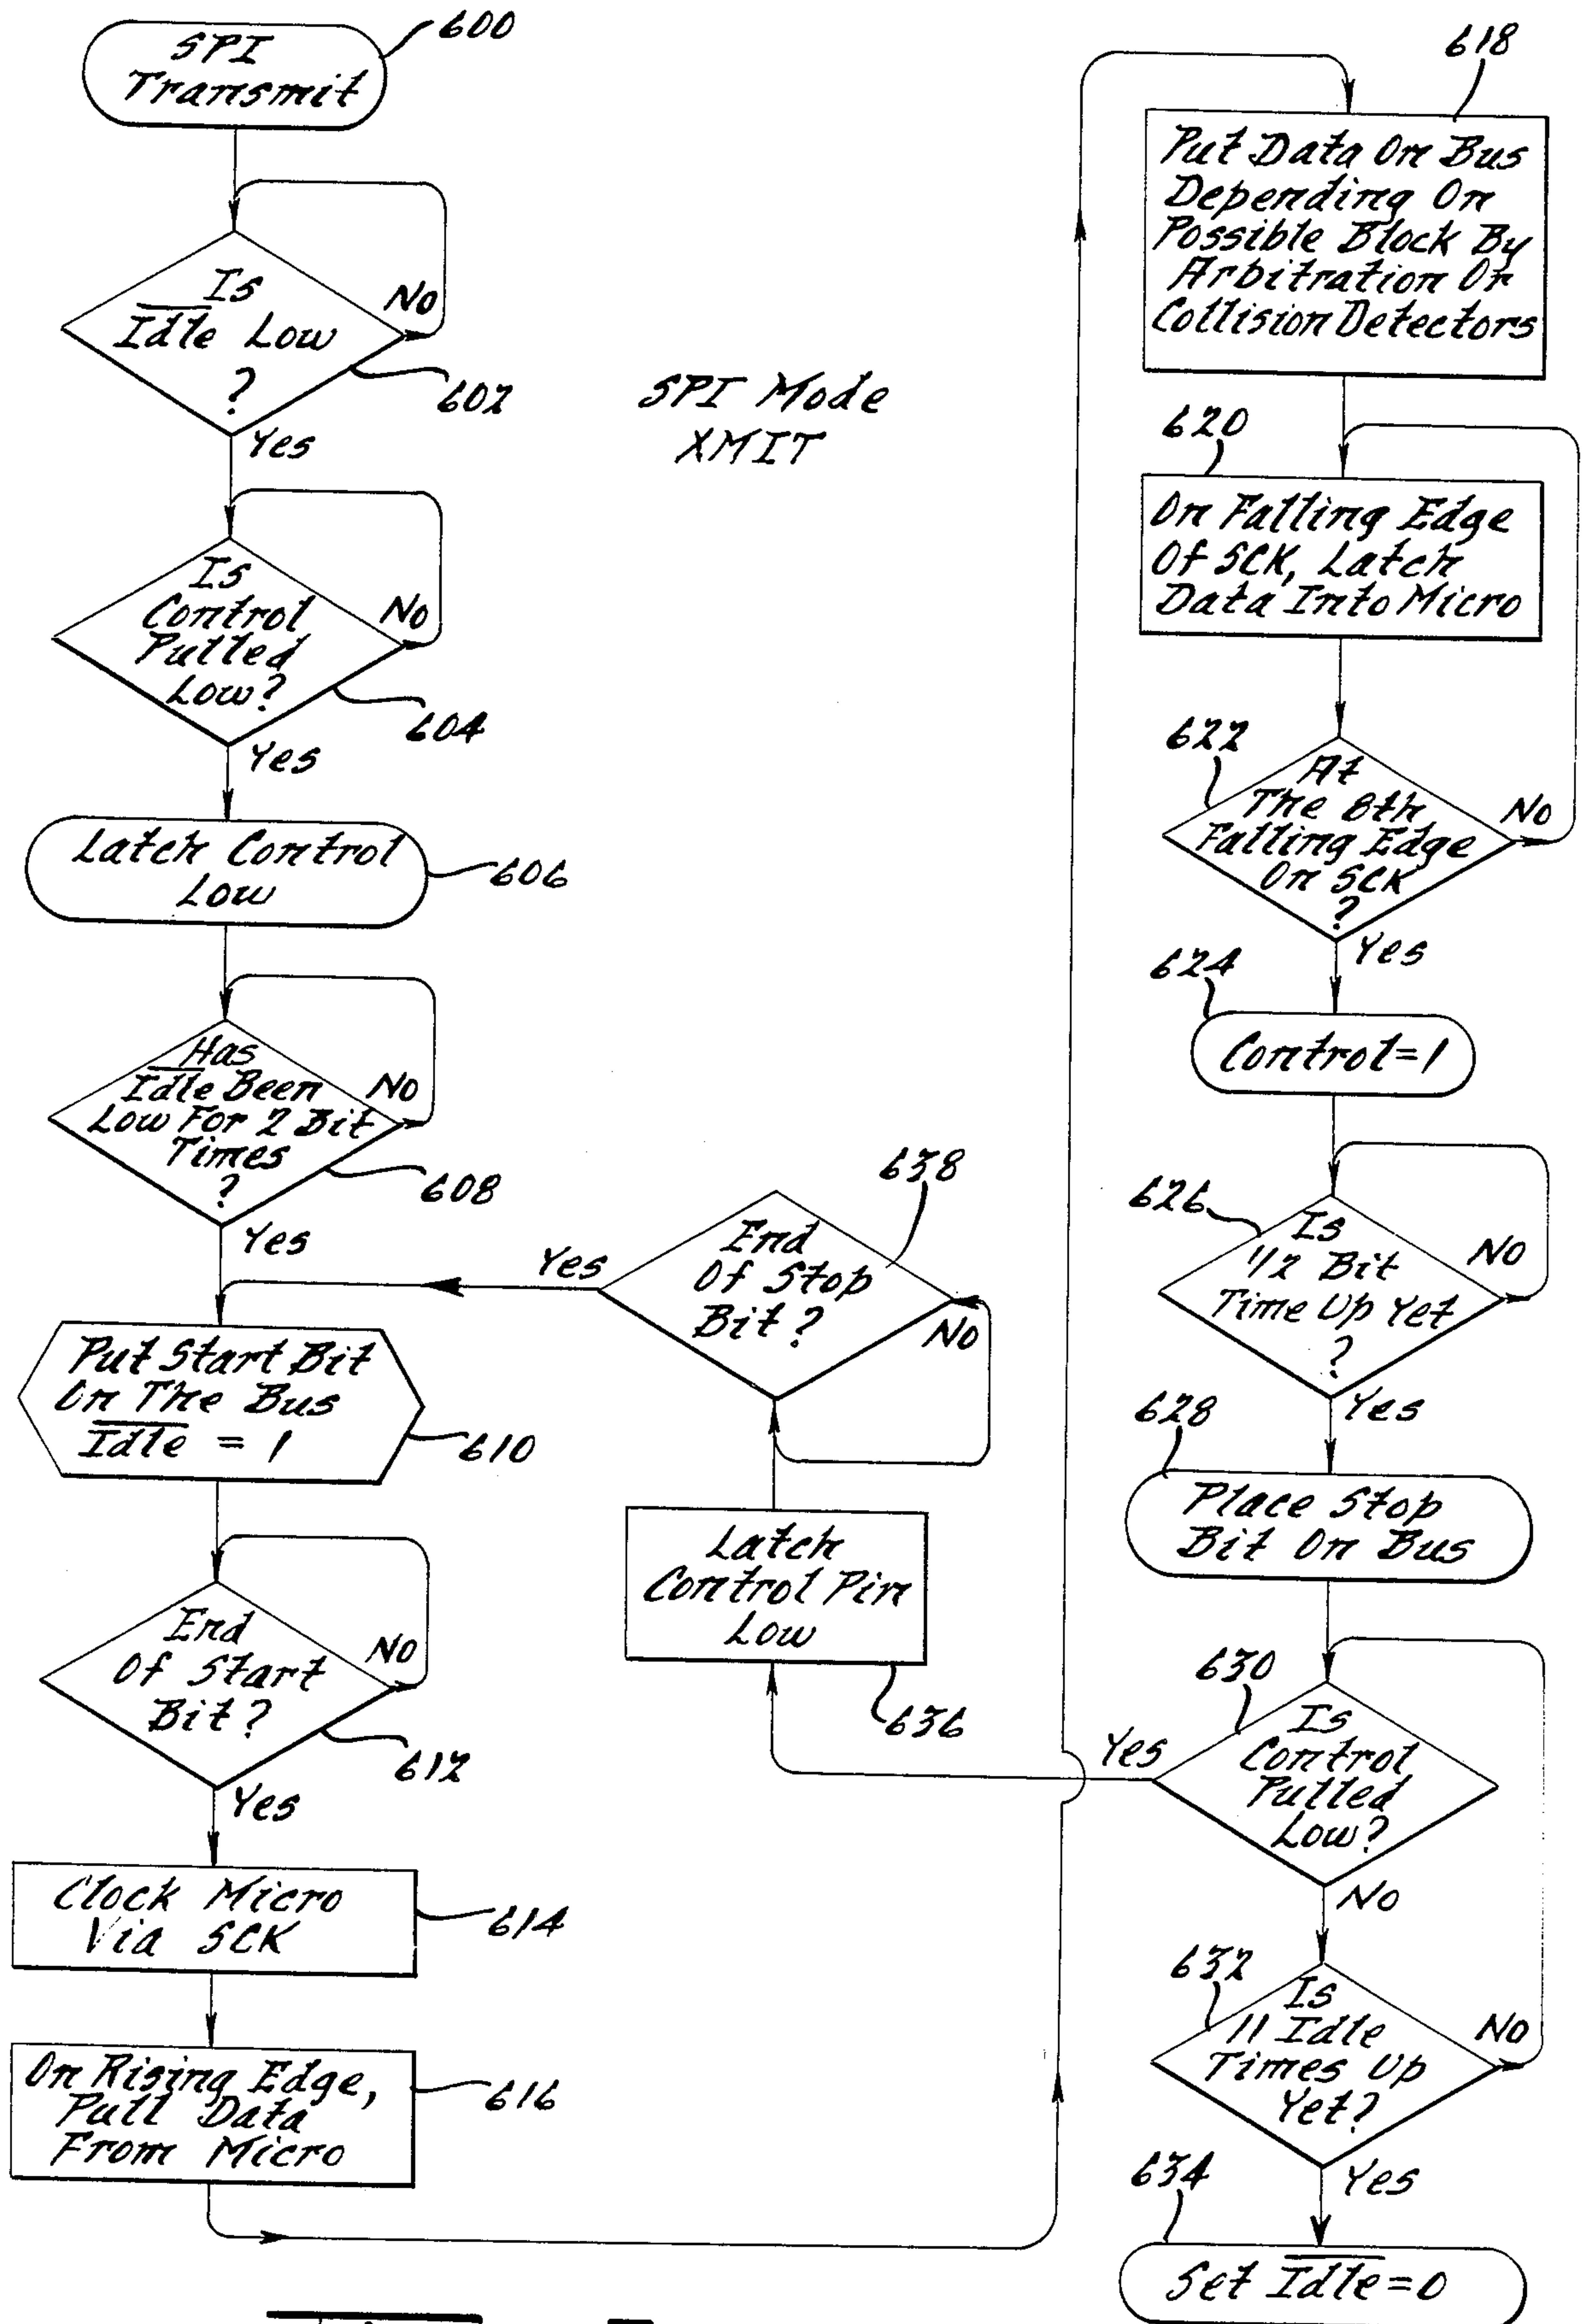 SPI
Transmit
600
Is
Idle Low
?
No
602
Yes
Is
Control
Pulled
Low?
No
604
Yes
Latch Control
Low
606
Has
Idle Been
Low For 2 Bit
Times
?
No
608
Yes
Put Start Bit
On The Bus
Idle = 1
610
End
Of Start
Bit?
No
612
Yes
Clock Micro
Via SCK
614
On Rising Edge,
Pull Data
From Micro
616
SPI Mode
XMIT
638
End
Of Stop
Bit?
Yes
No
Latch
Control Pin
Low
636
618
Put Data On Bus
Depending On
Possible Block By
Arbitration Or
Collision Detectors
620
On Falling Edge
Of SCK, Latch
Data Into Micro
622
At
The 8th
Falling Edge
On SCK
?
No
Yes
624
Control=1
626
Is
1/2 Bit
Time Up Yet
?
No
Yes
628
Place Stop
Bit On Bus
630
Is
Control
Pulled
Low?
Yes
No
632
Is
11 Idle
Times Up
Yet?
No
Yes
634
Set Idle=0